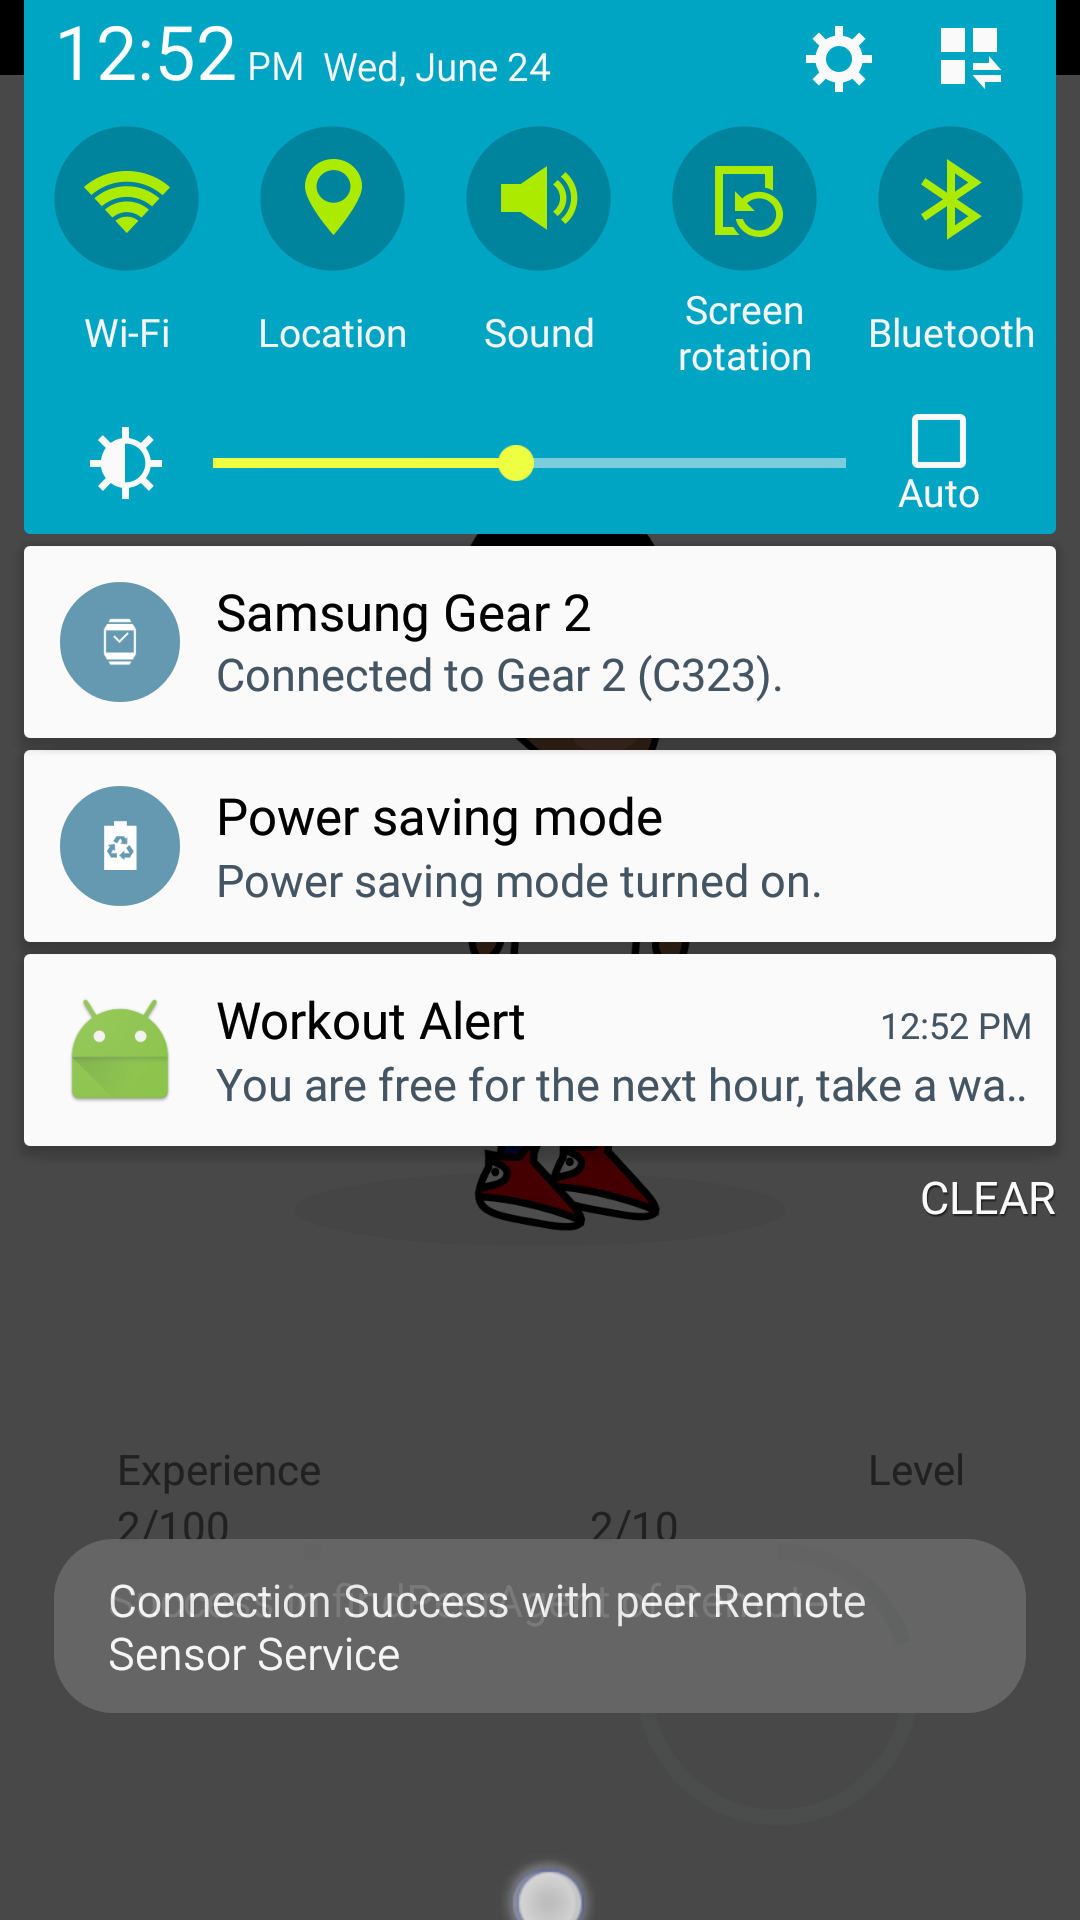 12:52 PM Wed, June 24
Wi-Fi Location Sound Screen rotation Bluetooth
Auto
Samsung Gear 2
Connected to Gear 2 (C323).
Power saving mode
Power saving mode turned on.
Workout Alert 12:52 PM
You are free for the next hour, take a wa..
CLEAR
Experience Level
2/100 2/10
Connection Success with peer Remote
Sensor Service